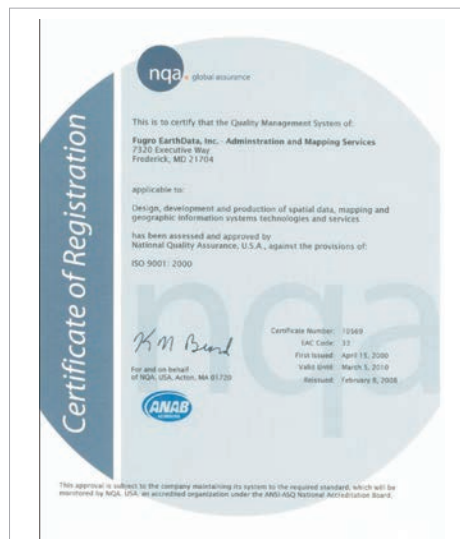 Certificate of Registration
nqa. global assurance
This is to certify that the Quality Management System of:
Fugro EarthData, Inc. - Adminstration and Mapping Services
7320 Executive Way
Frederick, MD 21704
applicable to:
Design, development and production of spatial data, mapping and
geographic information systems technologies and services
has been assessed and approved by
National Quality Assurance, U.S.A., against the provisions of:
ISO 9001: 2000
nqa
K M Beard
For and on behalf
of NQA, USA, Acton, MA 01720
ANAB
Certificate Number: 10569
EAC Code: 32
First Issued: April 15, 2000
Valid Until: March 5, 2010
Reissued: February 8, 2008
This approval is subject to the company maintaining its system to the required standard, which will be
monitored by NQA, USA, an accredited organization under the ANSI-ASQ National Accreditation Board.